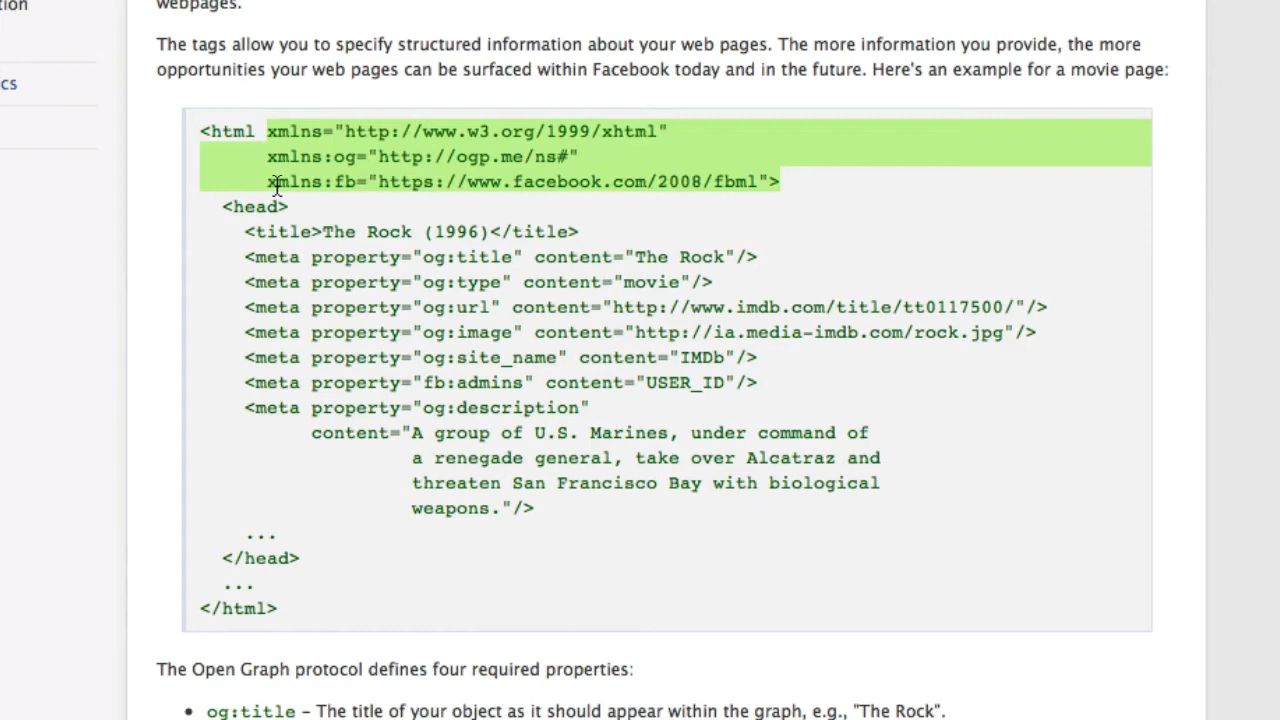 tion
webpages.
The tags allow you to specify structured information about your web pages. The more information you provide, the more
opportunities your web pages can be surfaced within Facebook today and in the future. Here's an example for a movie page:
cs
<html xmlns="http://www.w3.org/1999/xhtml"
xmlns:og="http://ogp.me/ns#"
xmlns:fb="https://www.facebook.com/2008/fbml">
<head>
<title>The Rock (1996)</title>
<meta property="og:title" content="The Rock"/>
<meta property="og:type" content="movie"/>
<meta property="og:url" content="http://www.imdb.com/title/tt0117500/"/>
<meta property="og:image" content="http://ia.media-imdb.com/rock.jpg"/>
<meta property="og:site_name" content="IMDb"/>
<meta property="fb:admins" content="USER_ID"/>
<meta property="og:description"
content="A group of U.S. Marines, under command of
a renegade general, take over Alcatraz and
threaten San Francisco Bay with biological
weapons."/>
...
</head>
...
</html>
The Open Graph protocol defines four required properties:
• og:title – The title of your object as it should appear within the graph, e.g., "The Rock".